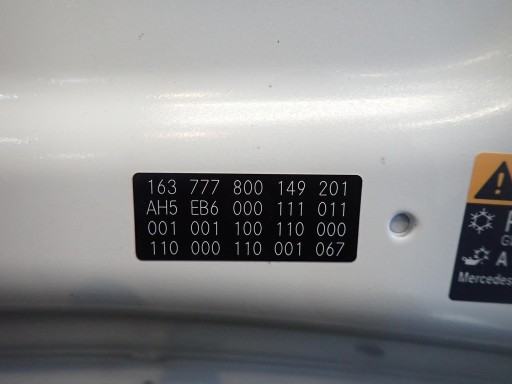 163 777 800 149 201
AH5 EB6 000 111 011
001 001 100 110 000
110 000 110 001 067
A
Mercedes